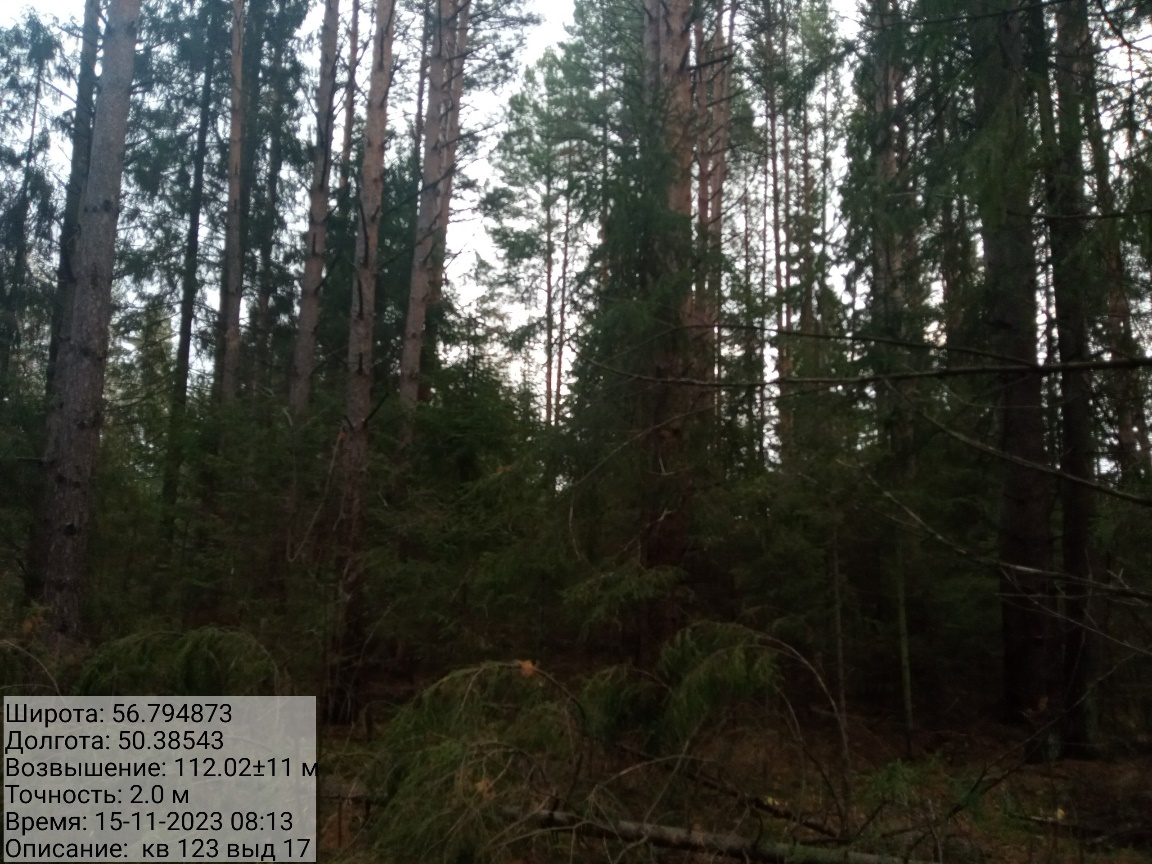 Широта: 56.794873
Долгота: 50.38543
Возвышение: 112.02±11 м
Точность: 2.0 м
Время: 15-11-2023 08:13
Описание: кв 123 выд 17